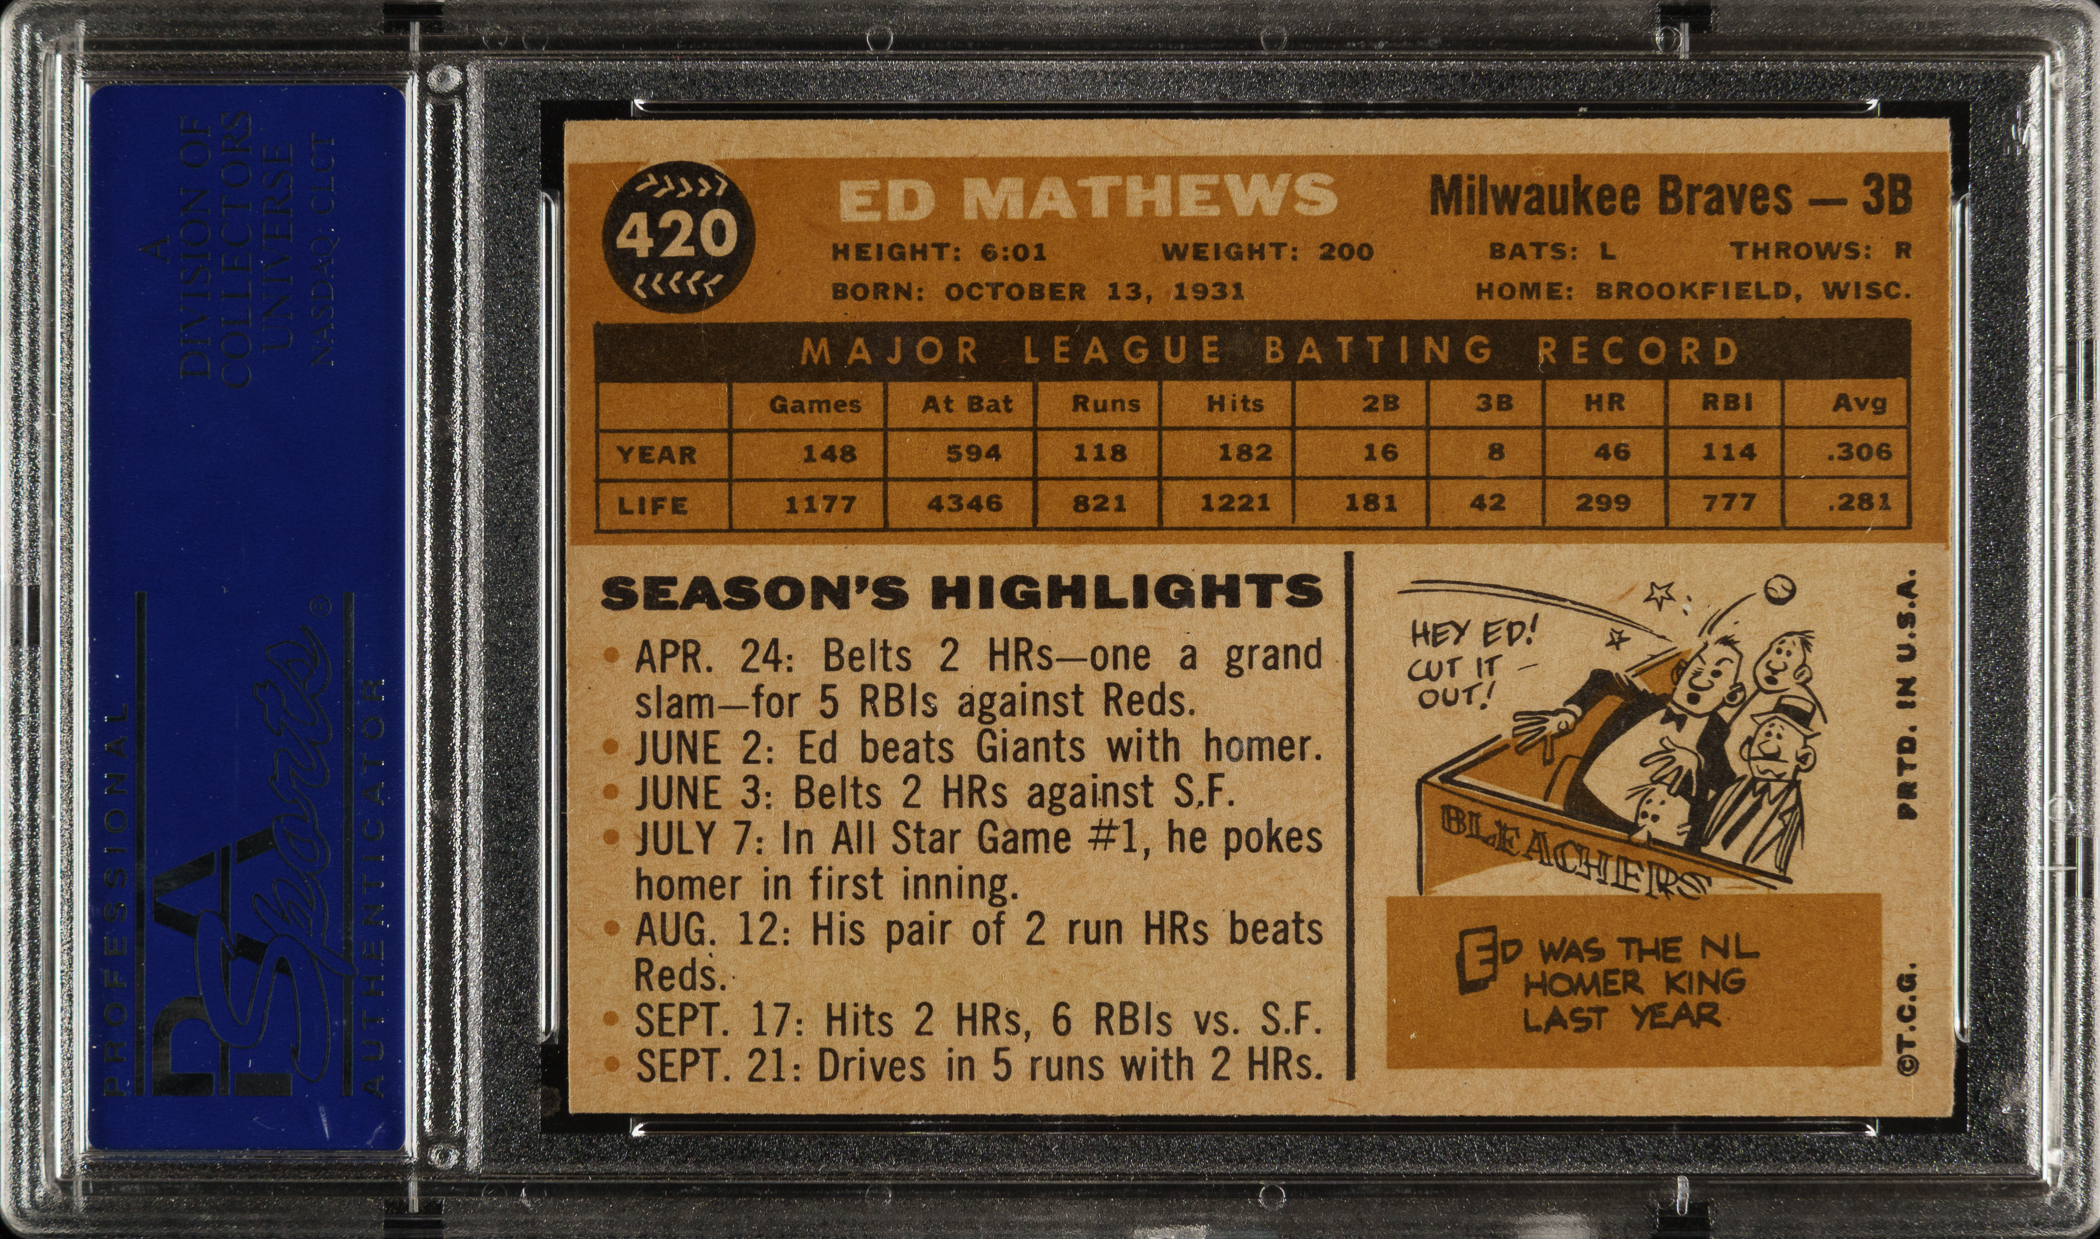 A
DIVISION OF
COLLECTORS
UNIVERSE
NASDAQ: CLCT
PROFESSIONAL
PSA
Sports®
AUTHENTICATOR
420
ED MATHEWS
Milwaukee Braves — 3B
HEIGHT: 6:01 WEIGHT: 200 BATS: L THROWS: R
BORN: OCTOBER 13, 1931 HOME: BROOKFIELD, WISC.
MAJOR LEAGUE BATTING RECORD
Games At Bat Runs Hits 2B 3B HR RBI Avg
YEAR 148 594 118 182 16 8 46 114 .306
LIFE 1177 4346 821 1221 181 42 299 777 .281
SEASON'S HIGHLIGHTS
• APR. 24: Belts 2 HRs—one a grand
slam—for 5 RBIs against Reds.
• JUNE 2: Ed beats Giants with homer.
• JUNE 3: Belts 2 HRs against S.F.
• JULY 7: In All Star Game #1, he pokes
homer in first inning.
• AUG. 12: His pair of 2 run HRs beats
Reds.
• SEPT. 17: Hits 2 HRs, 6 RBIs vs. S.F.
• SEPT. 21: Drives in 5 runs with 2 HRs.
HEY ED!
CUT IT –
OUT!
BLEACHERS
ED WAS THE NL
HOMER KING
LAST YEAR
©T.C.G. PRTD. IN U.S.A.